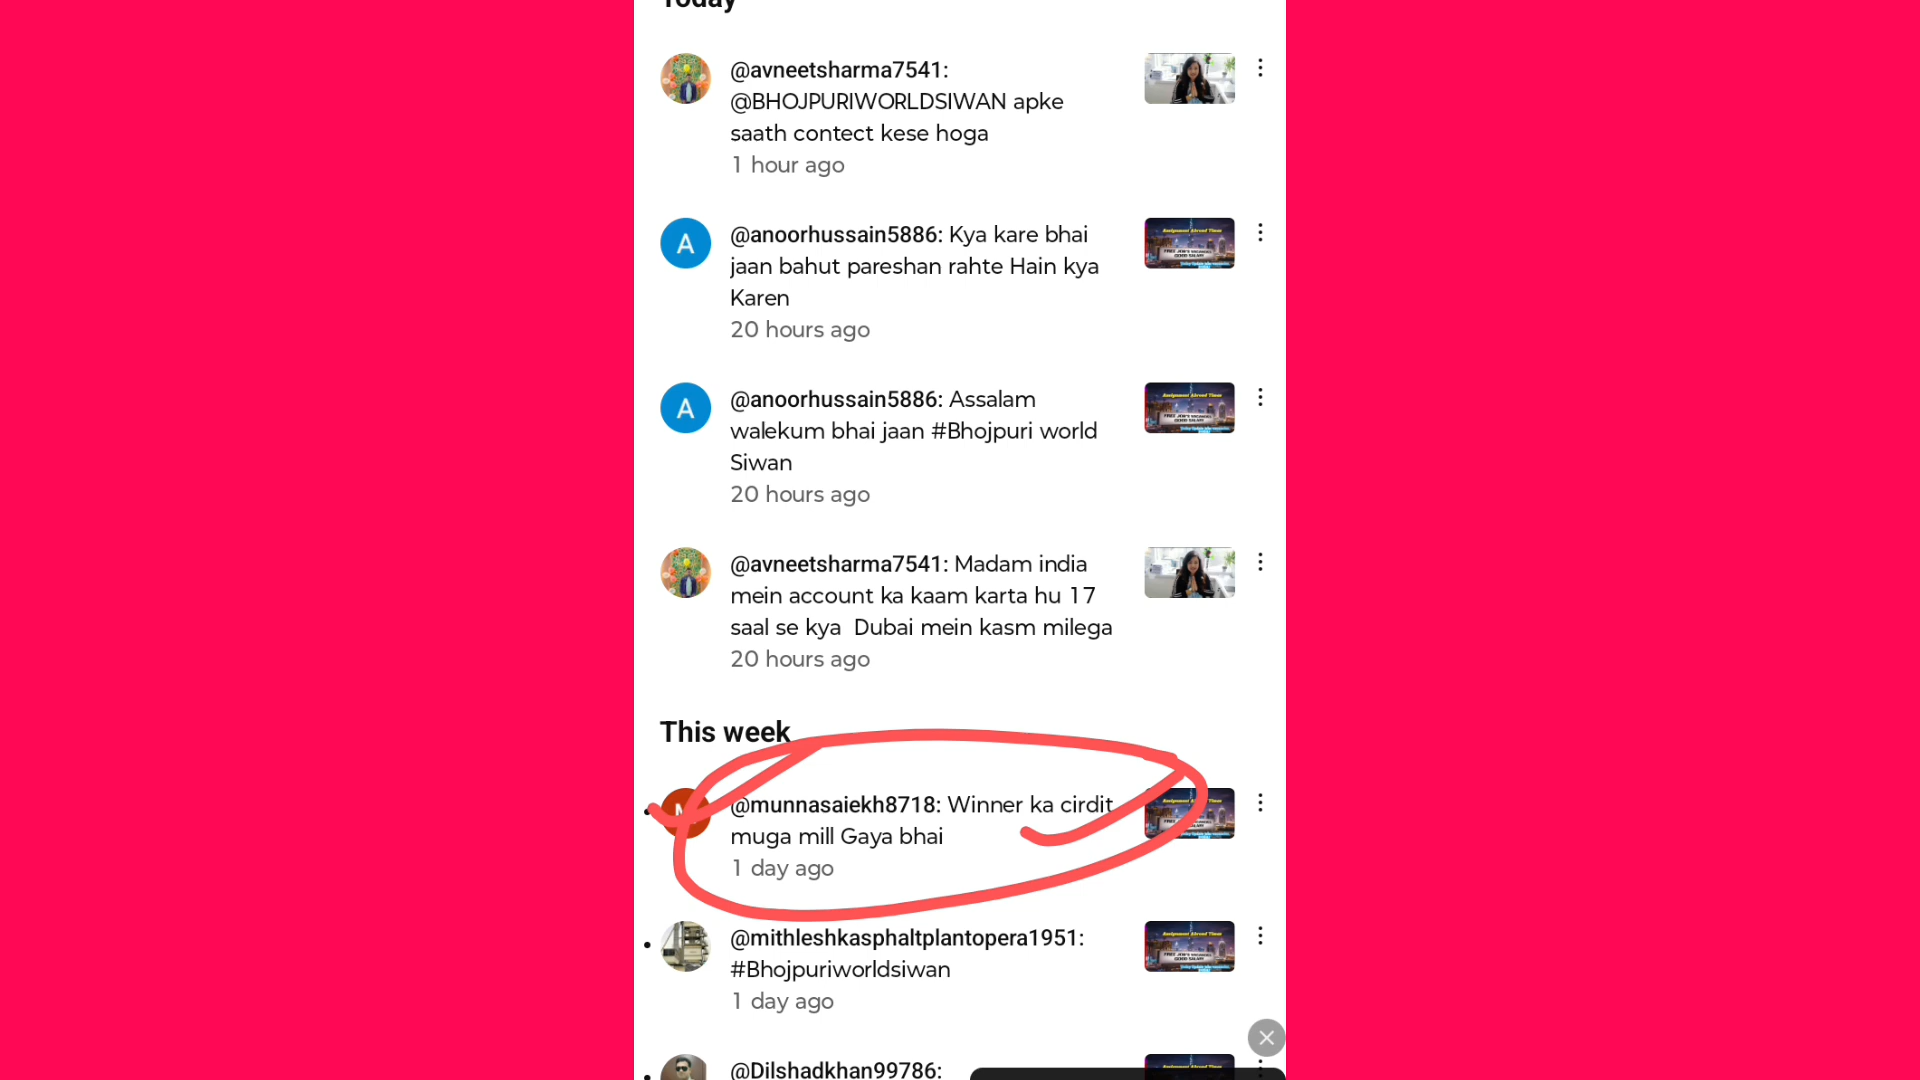 Today
@avneetsharma7541:
@BHOJPURIWORLDSIWAN apke
saath contect kese hoga
1 hour ago
A
@anoorhussain5886: Kya kare bhai
jaan bahut pareshan rahte Hain kya
Karen
20 hours ago
A
@anoorhussain5886: Assalam
walekum bhai jaan #Bhojpuri world
Siwan
20 hours ago
@avneetsharma7541: Madam india
mein account ka kaam karta hu 17
saal se kya  Dubai mein kasm milega
20 hours ago
This week
M
@munnasaiekh8718: Winner ka cirdit
muga mill Gaya bhai
1 day ago
@mithleshkasphaltplantopera1951:
#Bhojpuriworldsiwan
1 day ago
@Dilshadkhan99786: